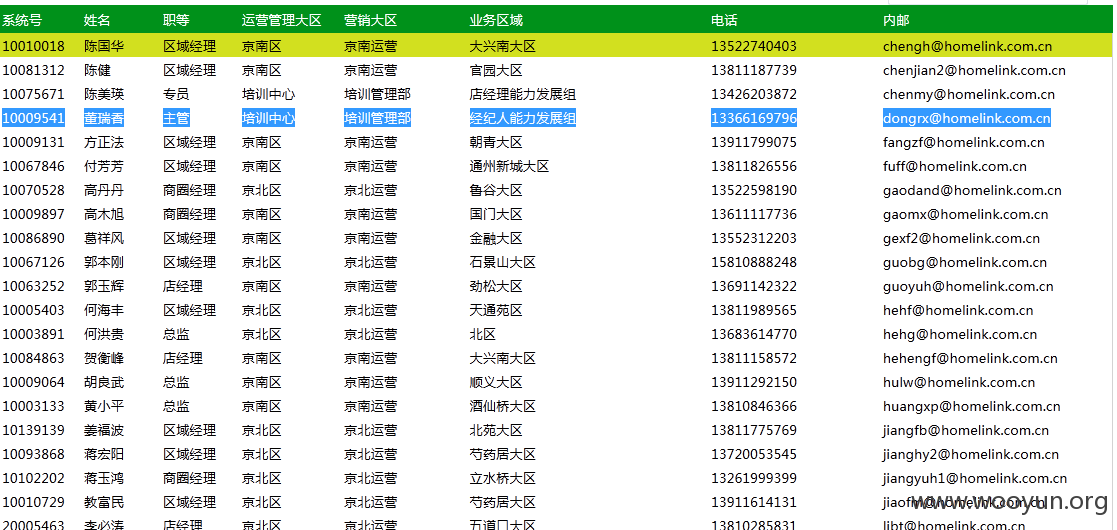 系统号 姓名 职等 运营管理大区 营销大区 业务区域 电话 内邮
10010018 陈国华 区域经理 京南区 京南运营 大兴南大区 13522740403 chengh@homelink.com.cn
10081312 陈健 区域经理 京南区 京南运营 官园大区 13811187739 chenjian2@homelink.com.cn
10075671 陈美瑛 专员 培训中心 培训管理部 店经理能力发展组 13426203872 chenmy@homelink.com.cn
10009541 董瑞香 主管 培训中心 培训管理部 经纪人能力发展组 13366169796 dongrx@homelink.com.cn
10009131 方正法 区域经理 京南区 京南运营 朝青大区 13911799075 fangzf@homelink.com.cn
10067846 付芳芳 区域经理 京南区 京南运营 通州新城大区 13811826556 fuff@homelink.com.cn
10070528 高丹丹 商圈经理 京北区 京北运营 鲁谷大区 13522598190 gaodand@homelink.com.cn
10009897 高木旭 商圈经理 京南区 京南运营 国门大区 13611117736 gaomx@homelink.com.cn
10086890 葛祥风 区域经理 京南区 京南运营 金融大区 13552312203 gexf2@homelink.com.cn
10067126 郭本刚 区域经理 京北区 京北运营 石景山大区 15810888248 guobg@homelink.com.cn
10063252 郭玉辉 店经理 京南区 京南运营 劲松大区 13691142322 guoyuh@homelink.com.cn
10005403 何海丰 区域经理 京北区 京北运营 天通苑区 13811989565 hehf@homelink.com.cn
10003891 何洪贵 总监 京北区 京北运营 北区 13683614770 hehg@homelink.com.cn
10084863 贺衡峰 店经理 京南区 京南运营 大兴南大区 13811158572 hehengf@homelink.com.cn
10009064 胡良武 总监 京南区 京南运营 顺义大区 13911292150 hulw@homelink.com.cn
10003133 黄小平 总监 京南区 京南运营 酒仙桥大区 13810846366 huangxp@homelink.com.cn
10139139 姜福波 区域经理 京北区 京北运营 北苑大区 13811775769 jiangfb@homelink.com.cn
10093868 蒋宏阳 区域经理 京北区 京北运营 芍药居大区 13720053545 jianghy2@homelink.com.cn
10102202 蒋玉鸿 商圈经理 京北区 京北运营 立水桥大区 13261999399 jiangyuh1@homelink.com.cn
10010729 教富民 区域经理 京北区 京北运营 芍药居大区 13911614131 jiaofm@homelink.com.cn
20005463 李必涛 店经理 京北区 京北运营 五道口大区 13810285831 libt@homelink.com.cn
www.wooyun.org